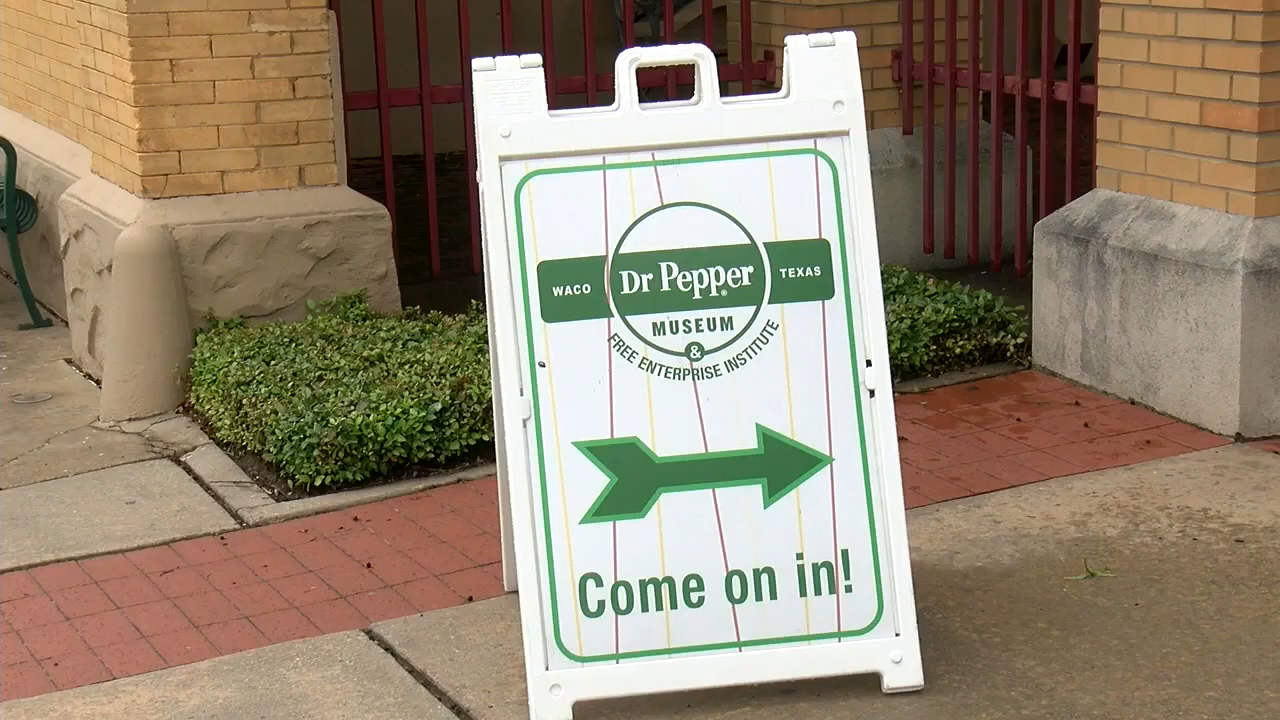 WACO Dr Pepper® TEXAS
MUSEUM
&
FREE ENTERPRISE INSTITUTE
Come on in!